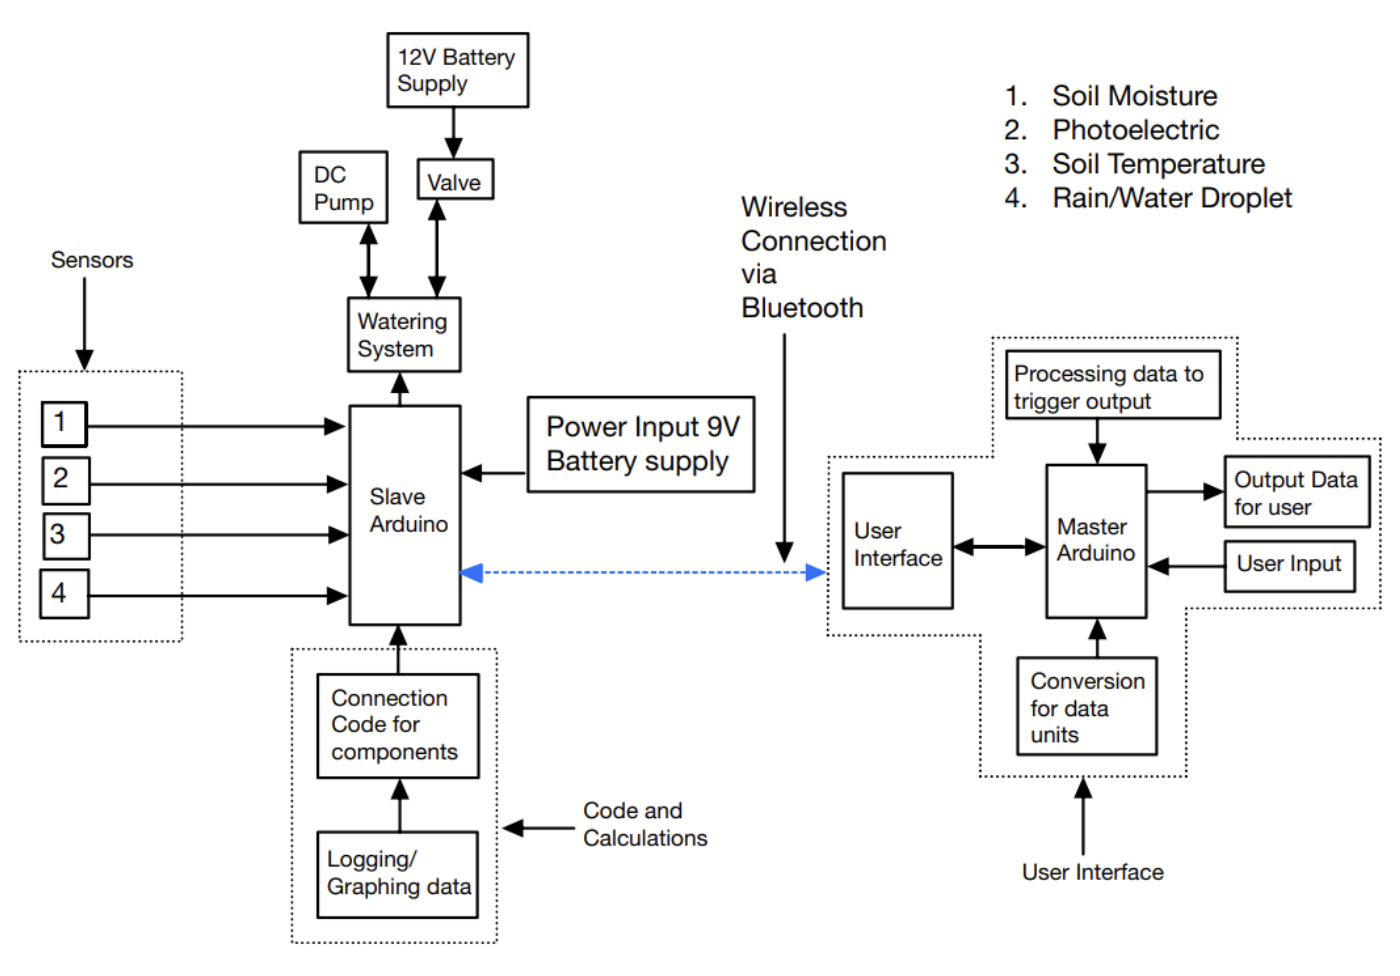 12V Battery
Supply
DC
Pump
Valve
1. Soil Moisture
2. Photoelectric
3. Soil Temperature
4. Rain/Water Droplet
Wireless
Connection
via
Bluetooth
Sensors
Watering
System
1
2
3
4
Slave
Arduino
Power Input 9V
Battery supply
Processing data to
trigger output
User
Interface
Master
Arduino
Output Data
for user
User Input
Conversion
for data
units
Connection
Code for
components
Logging/
Graphing data
Code and
Calculations
User Interface